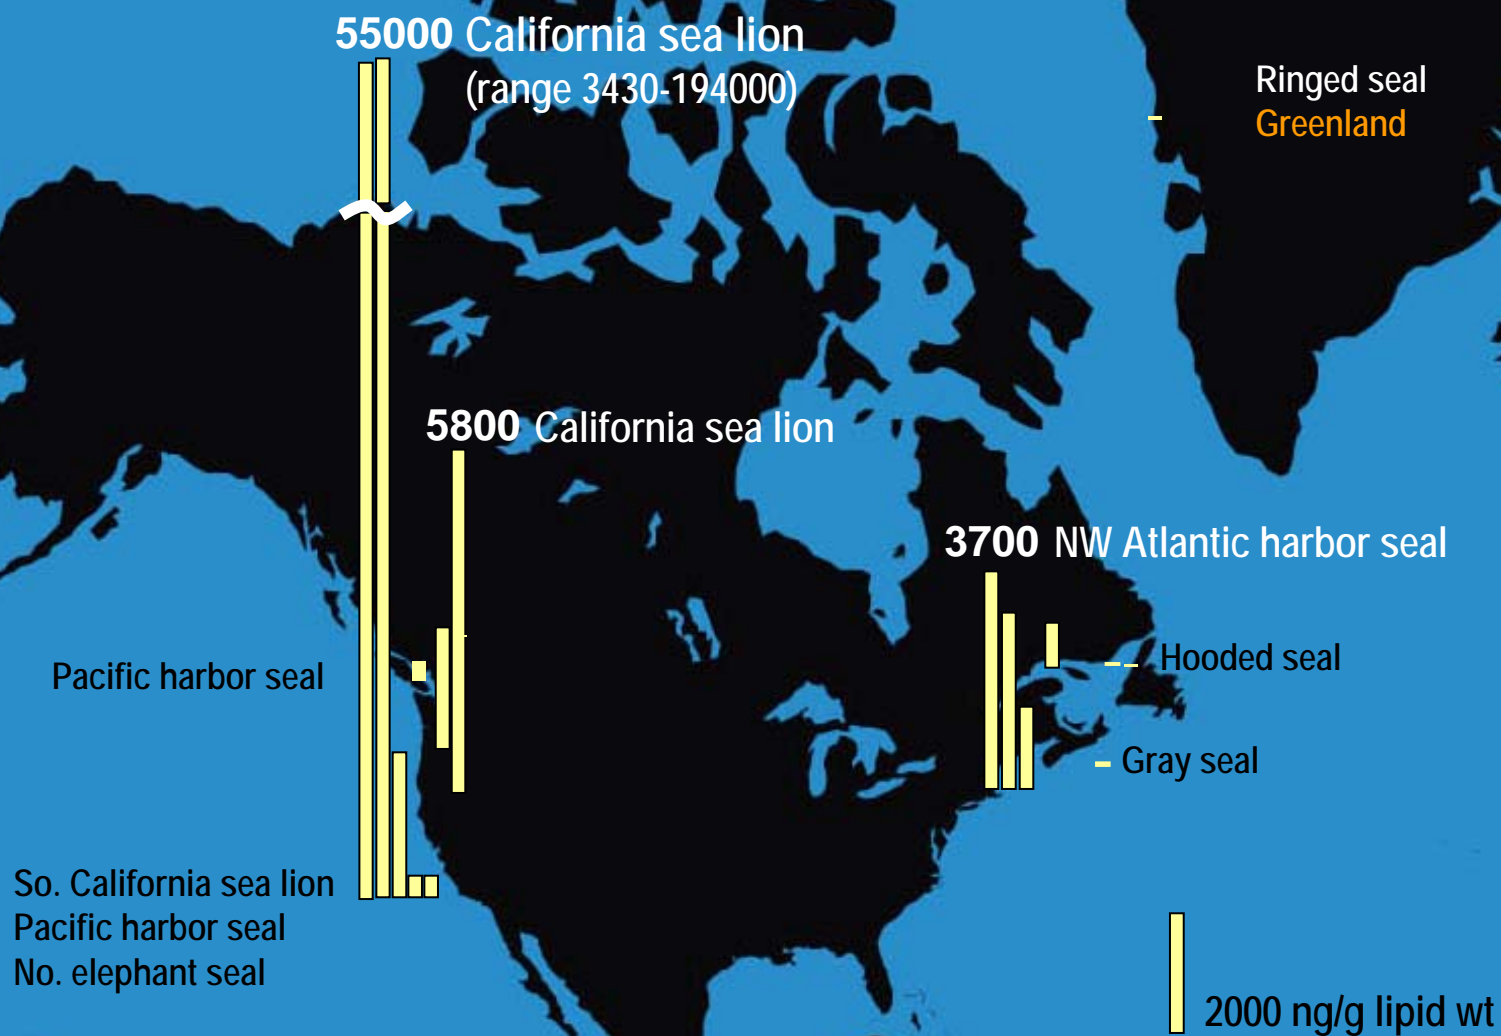 55000 California sea lion
(range 3430-194000)
Ringed seal
Greenland
5800 California sea lion
3700 NW Atlantic harbor seal
Pacific harbor seal
Hooded seal
Gray seal
So. California sea lion
Pacific harbor seal
No. elephant seal
2000 ng/g lipid wt